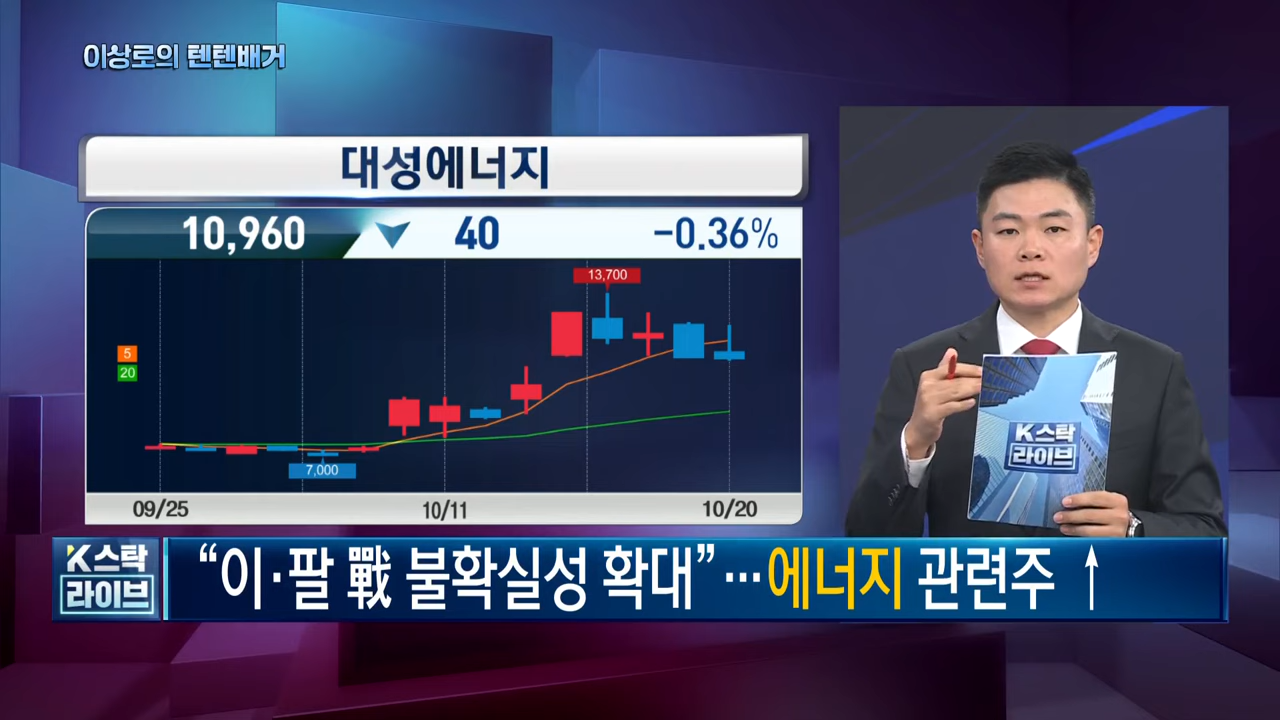 이상로의 텐텐배거
대성에너지
10,960 ▼ 40 -0.36%
13,700
5
20
7,000
09/25 10/11 10/20
K스탁
라이브
K스탁
라이브
“이·팔 戰 불확실성 확대”…에너지 관련주 ↑